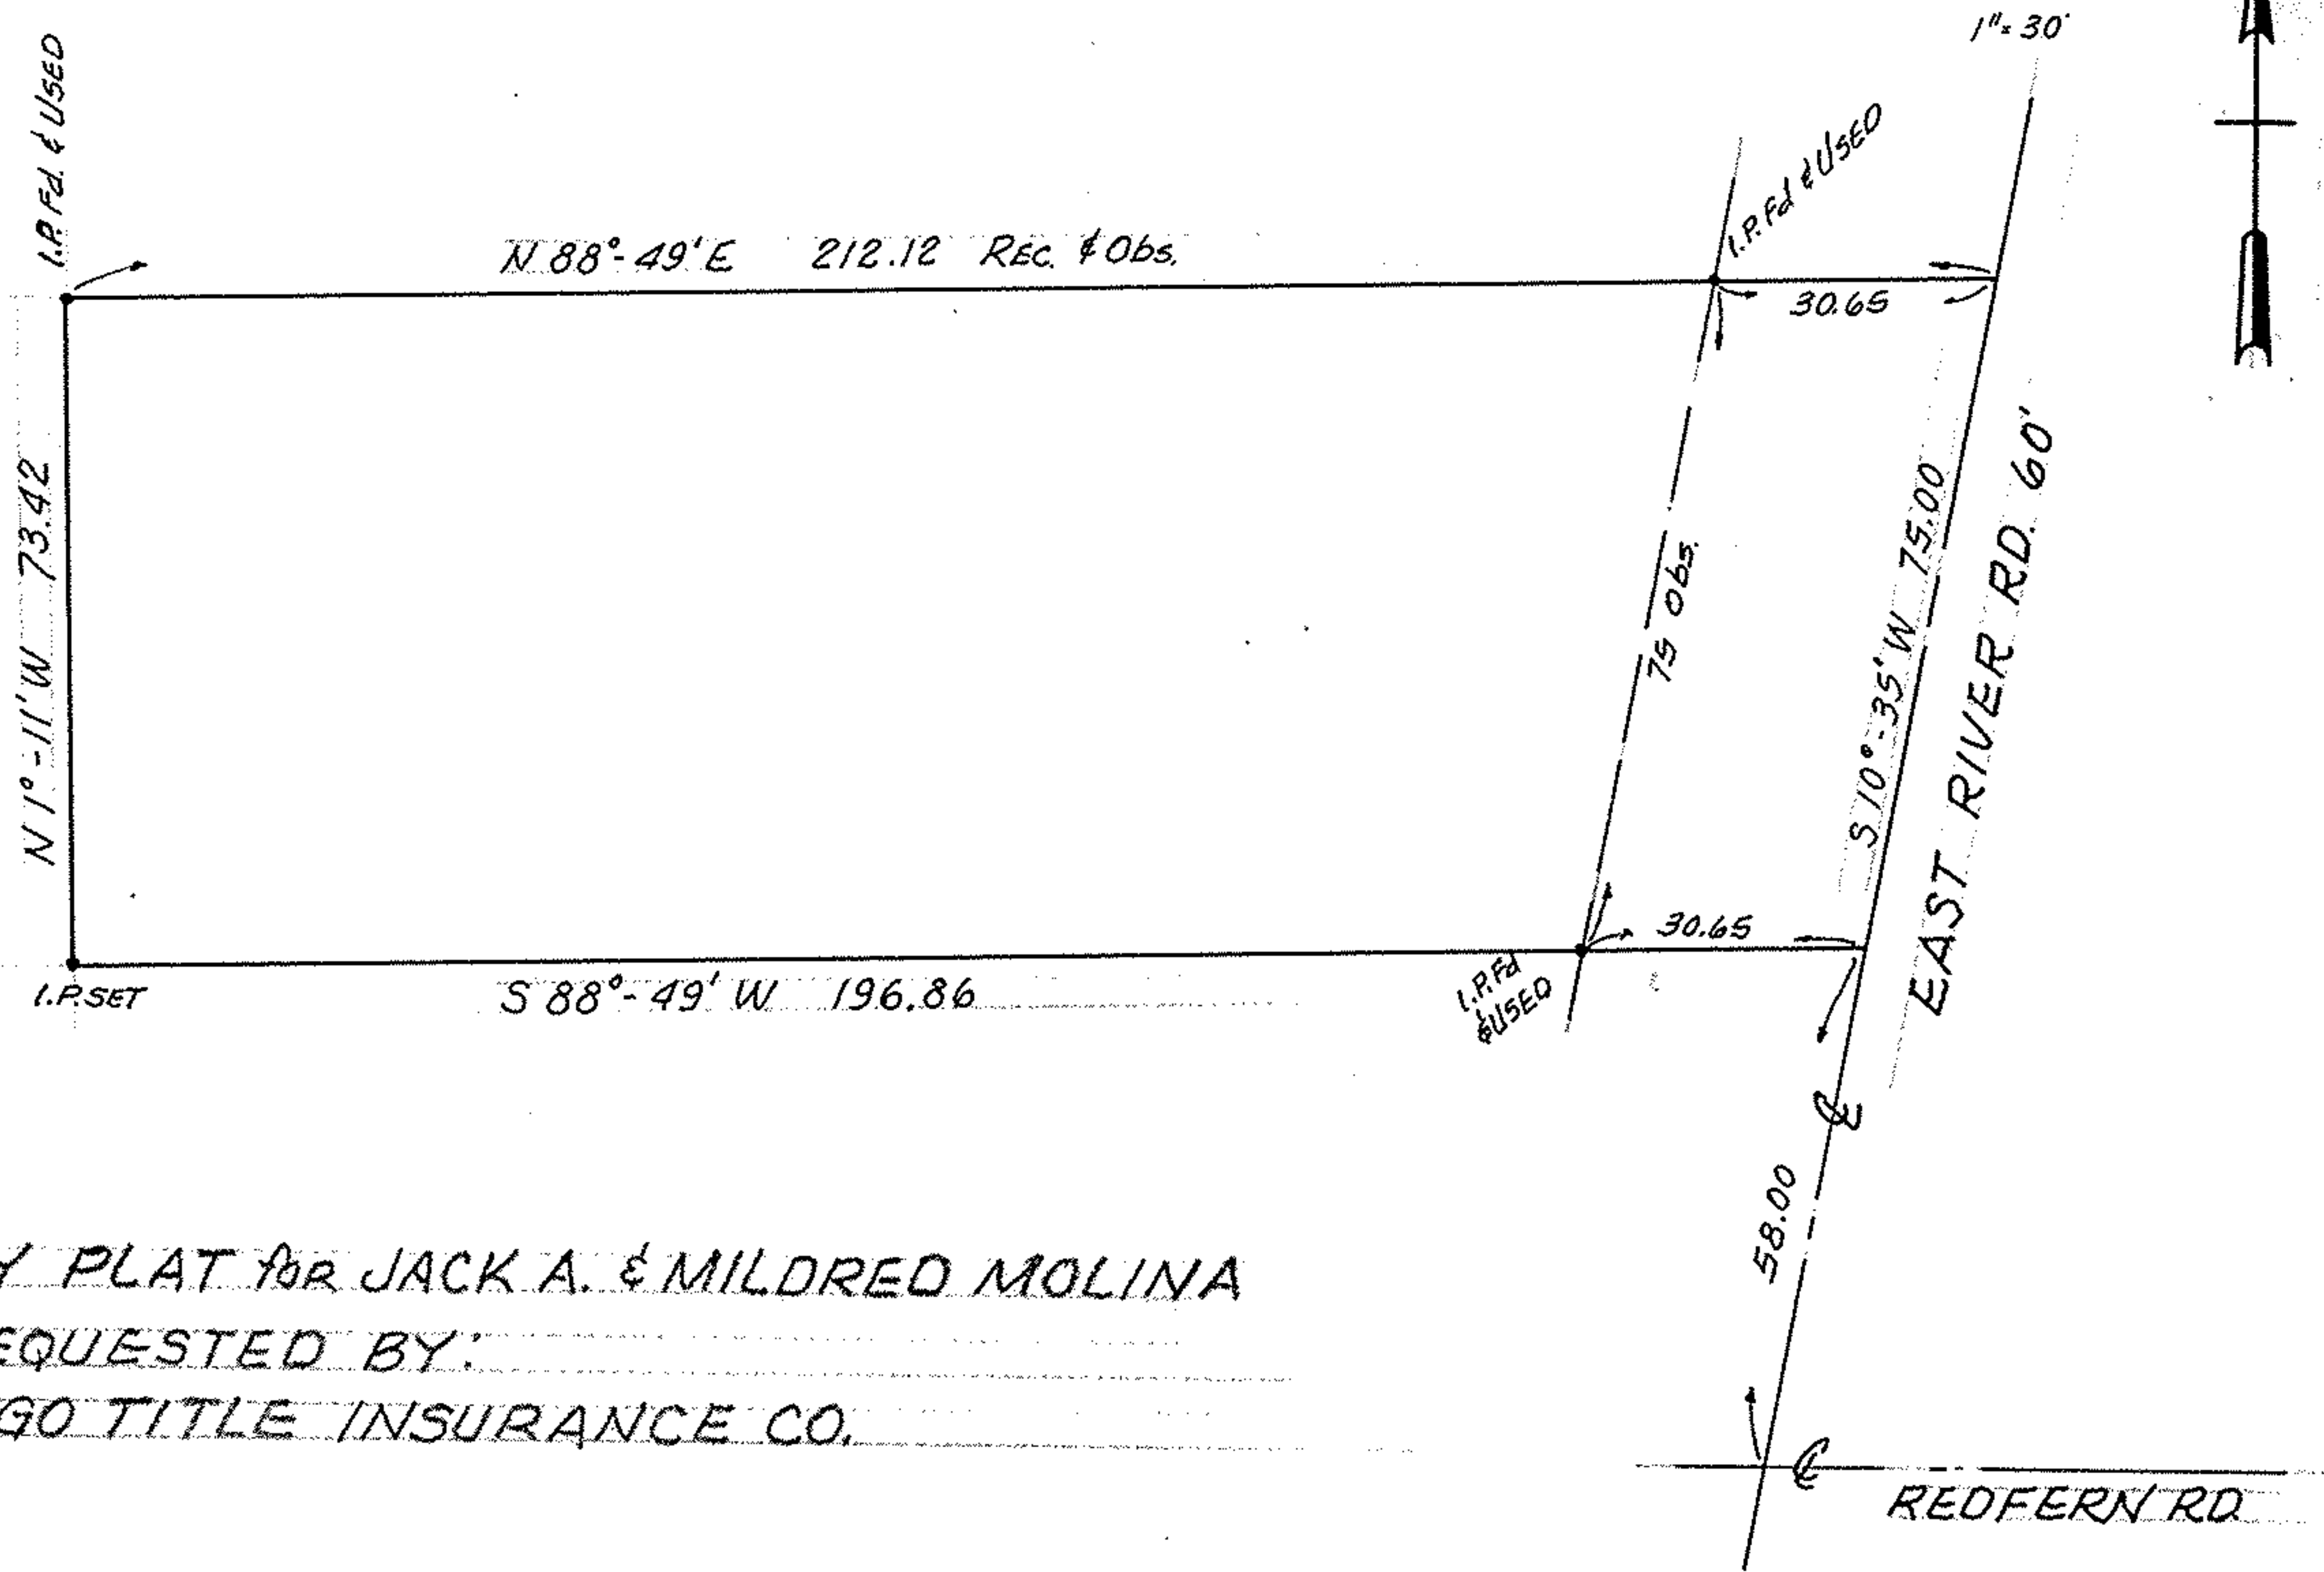 1"=30'
I.P. Fd. & USED
I.P. Fd & USED
N 88°-49'E 212.12 REC. & Obs.
30.65
N 1°-11'W 73.42
75 Obs.
S 10°-35'W 75.00
EAST RIVER RD. 60'
30.65
I.P. SET
S 88°-49'W 196.86
I.P. Fd
& USED
℄
58.00
Y PLAT for JACK A. & MILDRED MOLINA
EQUESTED BY:
GO TITLE INSURANCE CO.
℄
REDFERN RD.